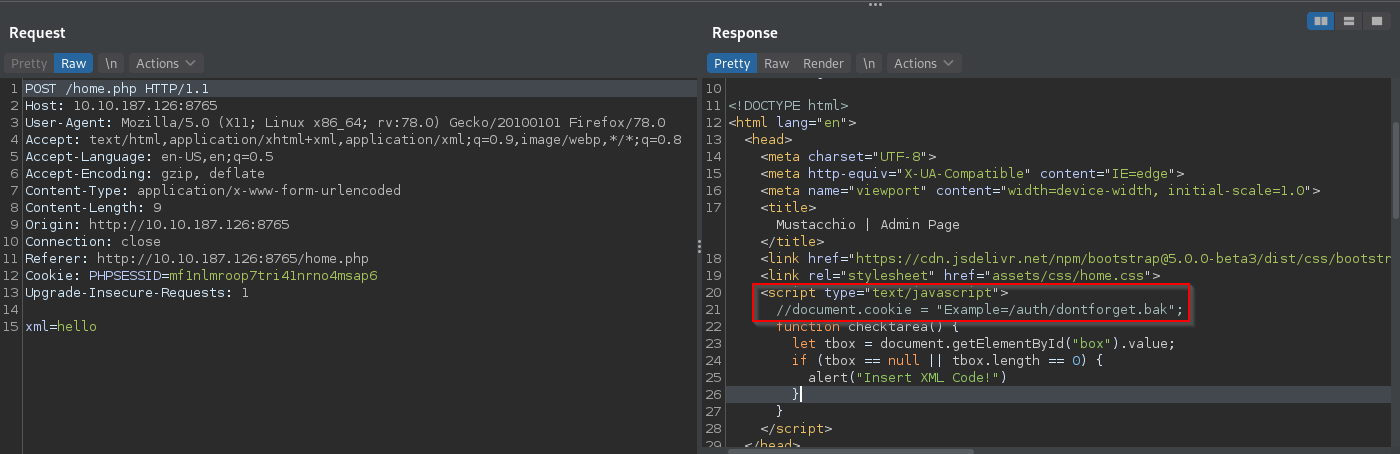 Request
Pretty Raw \n Actions
1 POST /home.php HTTP/1.1
2 Host: 10.10.187.126:8765
3 User-Agent: Mozilla/5.0 (X11; Linux x86_64; rv:78.0) Gecko/20100101 Firefox/78.0
4 Accept: text/html,application/xhtml+xml,application/xml;q=0.9,image/webp,*/*;q=0.8
5 Accept-Language: en-US,en;q=0.5
6 Accept-Encoding: gzip, deflate
7 Content-Type: application/x-www-form-urlencoded
8 Content-Length: 9
9 Origin: http://10.10.187.126:8765
10 Connection: close
11 Referer: http://10.10.187.126:8765/home.php
12 Cookie: PHPSESSID=mf1nlmroop7tri41nrno4msap6
13 Upgrade-Insecure-Requests: 1
14
15 xml=hello
Response
Pretty Raw Render \n Actions
10
11 <!DOCTYPE html>
12 <html lang="en">
13 <head>
14 <meta charset="UTF-8">
15 <meta http-equiv="X-UA-Compatible" content="IE=edge">
16 <meta name="viewport" content="width=device-width, initial-scale=1.0">
17 <title>
Mustacchio | Admin Page
</title>
18 <link href="https://cdn.jsdelivr.net/npm/bootstrap@5.0.0-beta3/dist/css/bootstr
19 <link rel="stylesheet" href="assets/css/home.css">
20 <script type="text/javascript">
21 //document.cookie = "Example=/auth/dontforget.bak";
22 function checktarea() {
23 let tbox = document.getElementById("box").value;
24 if (tbox == null || tbox.length == 0) {
25 alert("Insert XML Code!")
26 }
27 }
28 </script>
29 </head>